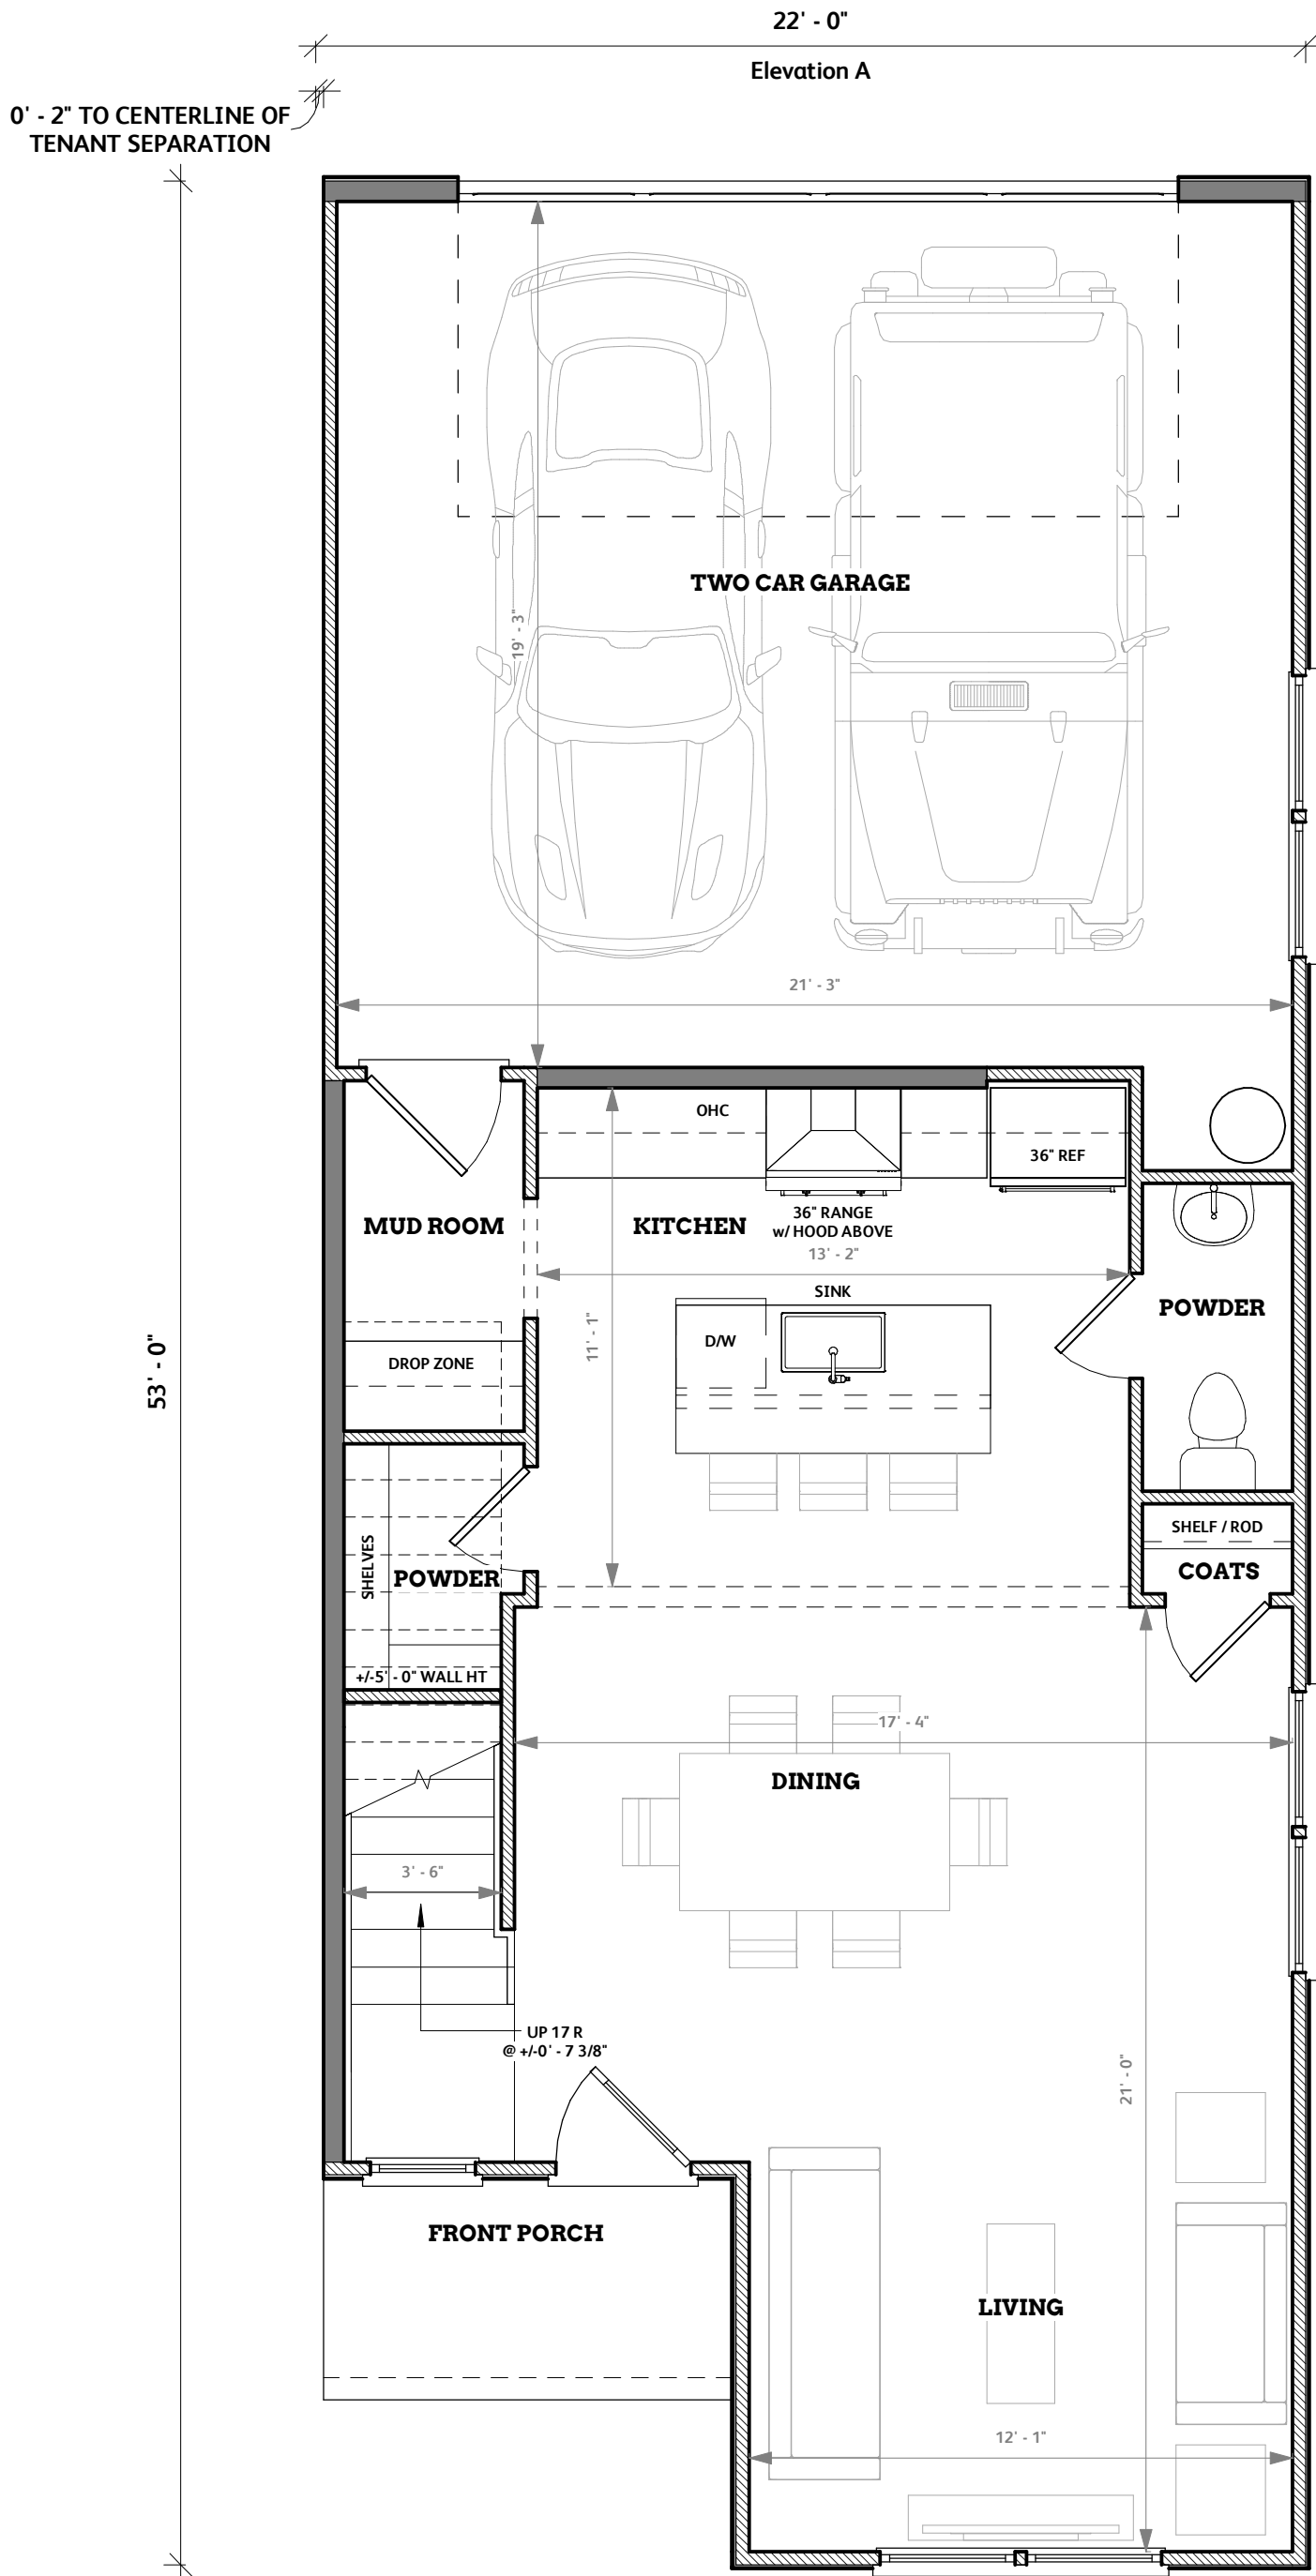 22' - 0"
Elevation A
0' - 2" TO CENTERLINE OF
TENANT SEPARATION
TWO CAR GARAGE
19' - 3"
21' - 3"
OHC
36" REF
MUD ROOM
KITCHEN
36" RANGE
w/ HOOD ABOVE
13' - 2"
SINK
POWDER
D/W
11' - 1"
DROP ZONE
53' - 0"
SHELF / ROD
COATS
SHELVES
POWDER
+/-5' - 0" WALL HT
17' - 4"
DINING
3' - 6"
UP 17 R
@ +/-0' - 7 3/8"
21' - 0"
FRONT PORCH
LIVING
12' - 1"